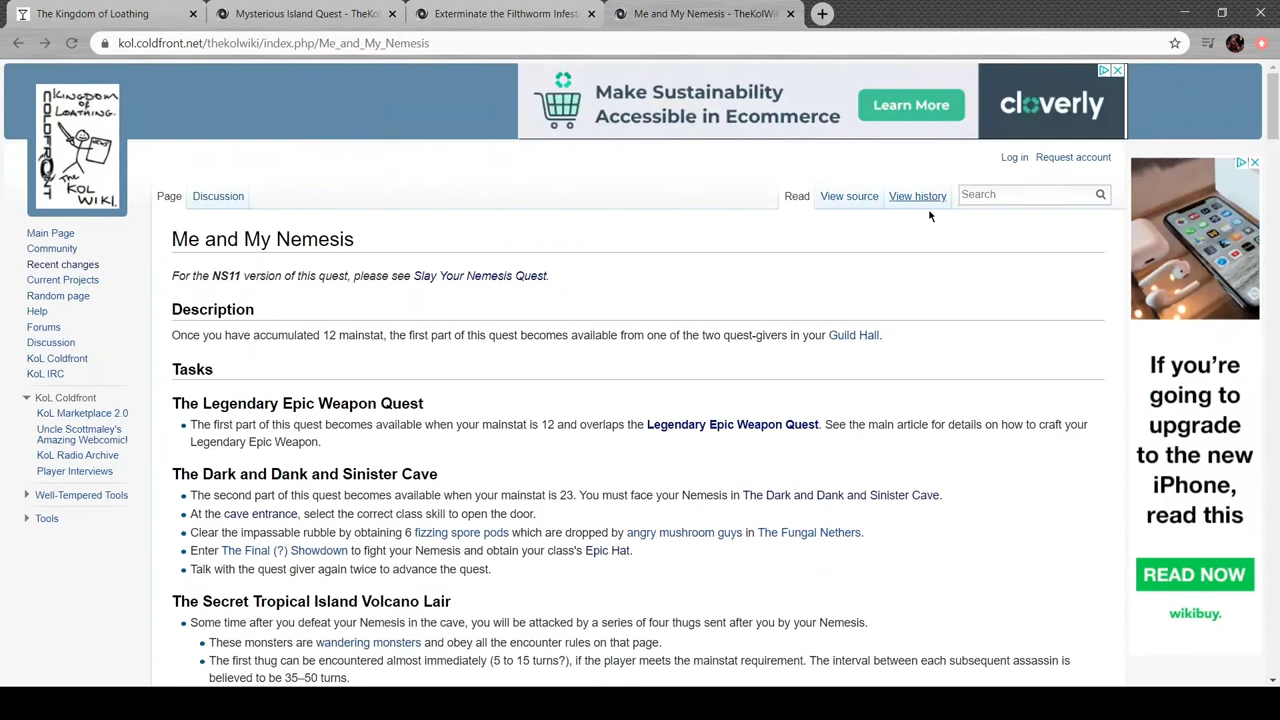 The Kingdom of Loathing
Mysterious Island Quest - TheKol
Exterminate the Filthworm Infest
Me and My Nemesis - TheKolWik
kol.coldfront.net/thekolwiki/index.php/Me_and_My_Nemesis
KINGDOM OF LOATHING.
COLDFRONT
NEWS
The KOL WIKI.
Make Sustainability
Accessible in Ecommerce
Learn More
cloverly
Log in Request account
Page Discussion Read View source View history Search
Main Page
Community
Recent changes
Current Projects
Random page
Help
Forums
Discussion
KoL Coldfront
KoL IRC
KoL Coldfront
KoL Marketplace 2.0
Uncle Scottmaley's
Amazing Webcomic!
KoL Radio Archive
Player Interviews
Well-Tempered Tools
Tools
Me and My Nemesis
For the NS11 version of this quest, please see Slay Your Nemesis Quest.
Description
Once you have accumulated 12 mainstat, the first part of this quest becomes available from one of the two quest-givers in your Guild Hall.
Tasks
The Legendary Epic Weapon Quest
The first part of this quest becomes available when your mainstat is 12 and overlaps the Legendary Epic Weapon Quest. See the main article for details on how to craft your
Legendary Epic Weapon.
The Dark and Dank and Sinister Cave
The second part of this quest becomes available when your mainstat is 23. You must face your Nemesis in The Dark and Dank and Sinister Cave.
At the cave entrance, select the correct class skill to open the door.
Clear the impassable rubble by obtaining 6 fizzing spore pods which are dropped by angry mushroom guys in The Fungal Nethers.
Enter The Final (?) Showdown to fight your Nemesis and obtain your class's Epic Hat.
Talk with the quest giver again twice to advance the quest.
The Secret Tropical Island Volcano Lair
Some time after you defeat your Nemesis in the cave, you will be attacked by a series of four thugs sent after you by your Nemesis.
These monsters are wandering monsters and obey all the encounter rules on that page.
The first thug can be encountered almost immediately (5 to 15 turns?), if the player meets the mainstat requirement. The interval between each subsequent assassin is
believed to be 35–50 turns.
If you're
going to
upgrade
to the new
iPhone,
read this
READ NOW
wikibuy.